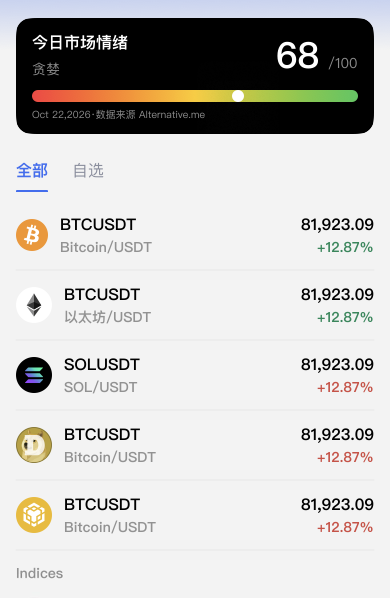 今日市场情绪
68 /100
贪婪
Oct 22,2026·数据来源 Alternative.me
全部 自选
BTCUSDT 81,923.09
Bitcoin/USDT +12.87%
BTCUSDT 81,923.09
以太坊/USDT +12.87%
SOLUSDT 81,923.09
SOL/USDT +12.87%
BTCUSDT 81,923.09
Bitcoin/USDT +12.87%
BTCUSDT 81,923.09
Bitcoin/USDT +12.87%
Indices